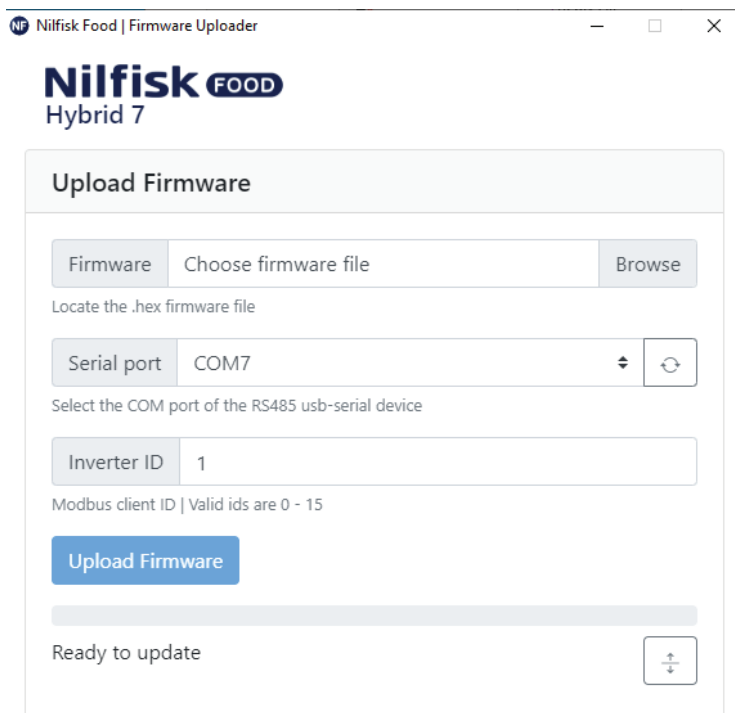 NF Nilfisk Food | Firmware Uploader
Nilfisk FOOD
Hybrid 7
Upload Firmware
Firmware Choose firmware file Browse
Locate the .hex firmware file
Serial port COM7
Select the COM port of the RS485 usb-serial device
Inverter ID 1
Modbus client ID | Valid ids are 0 - 15
Upload Firmware
Ready to update